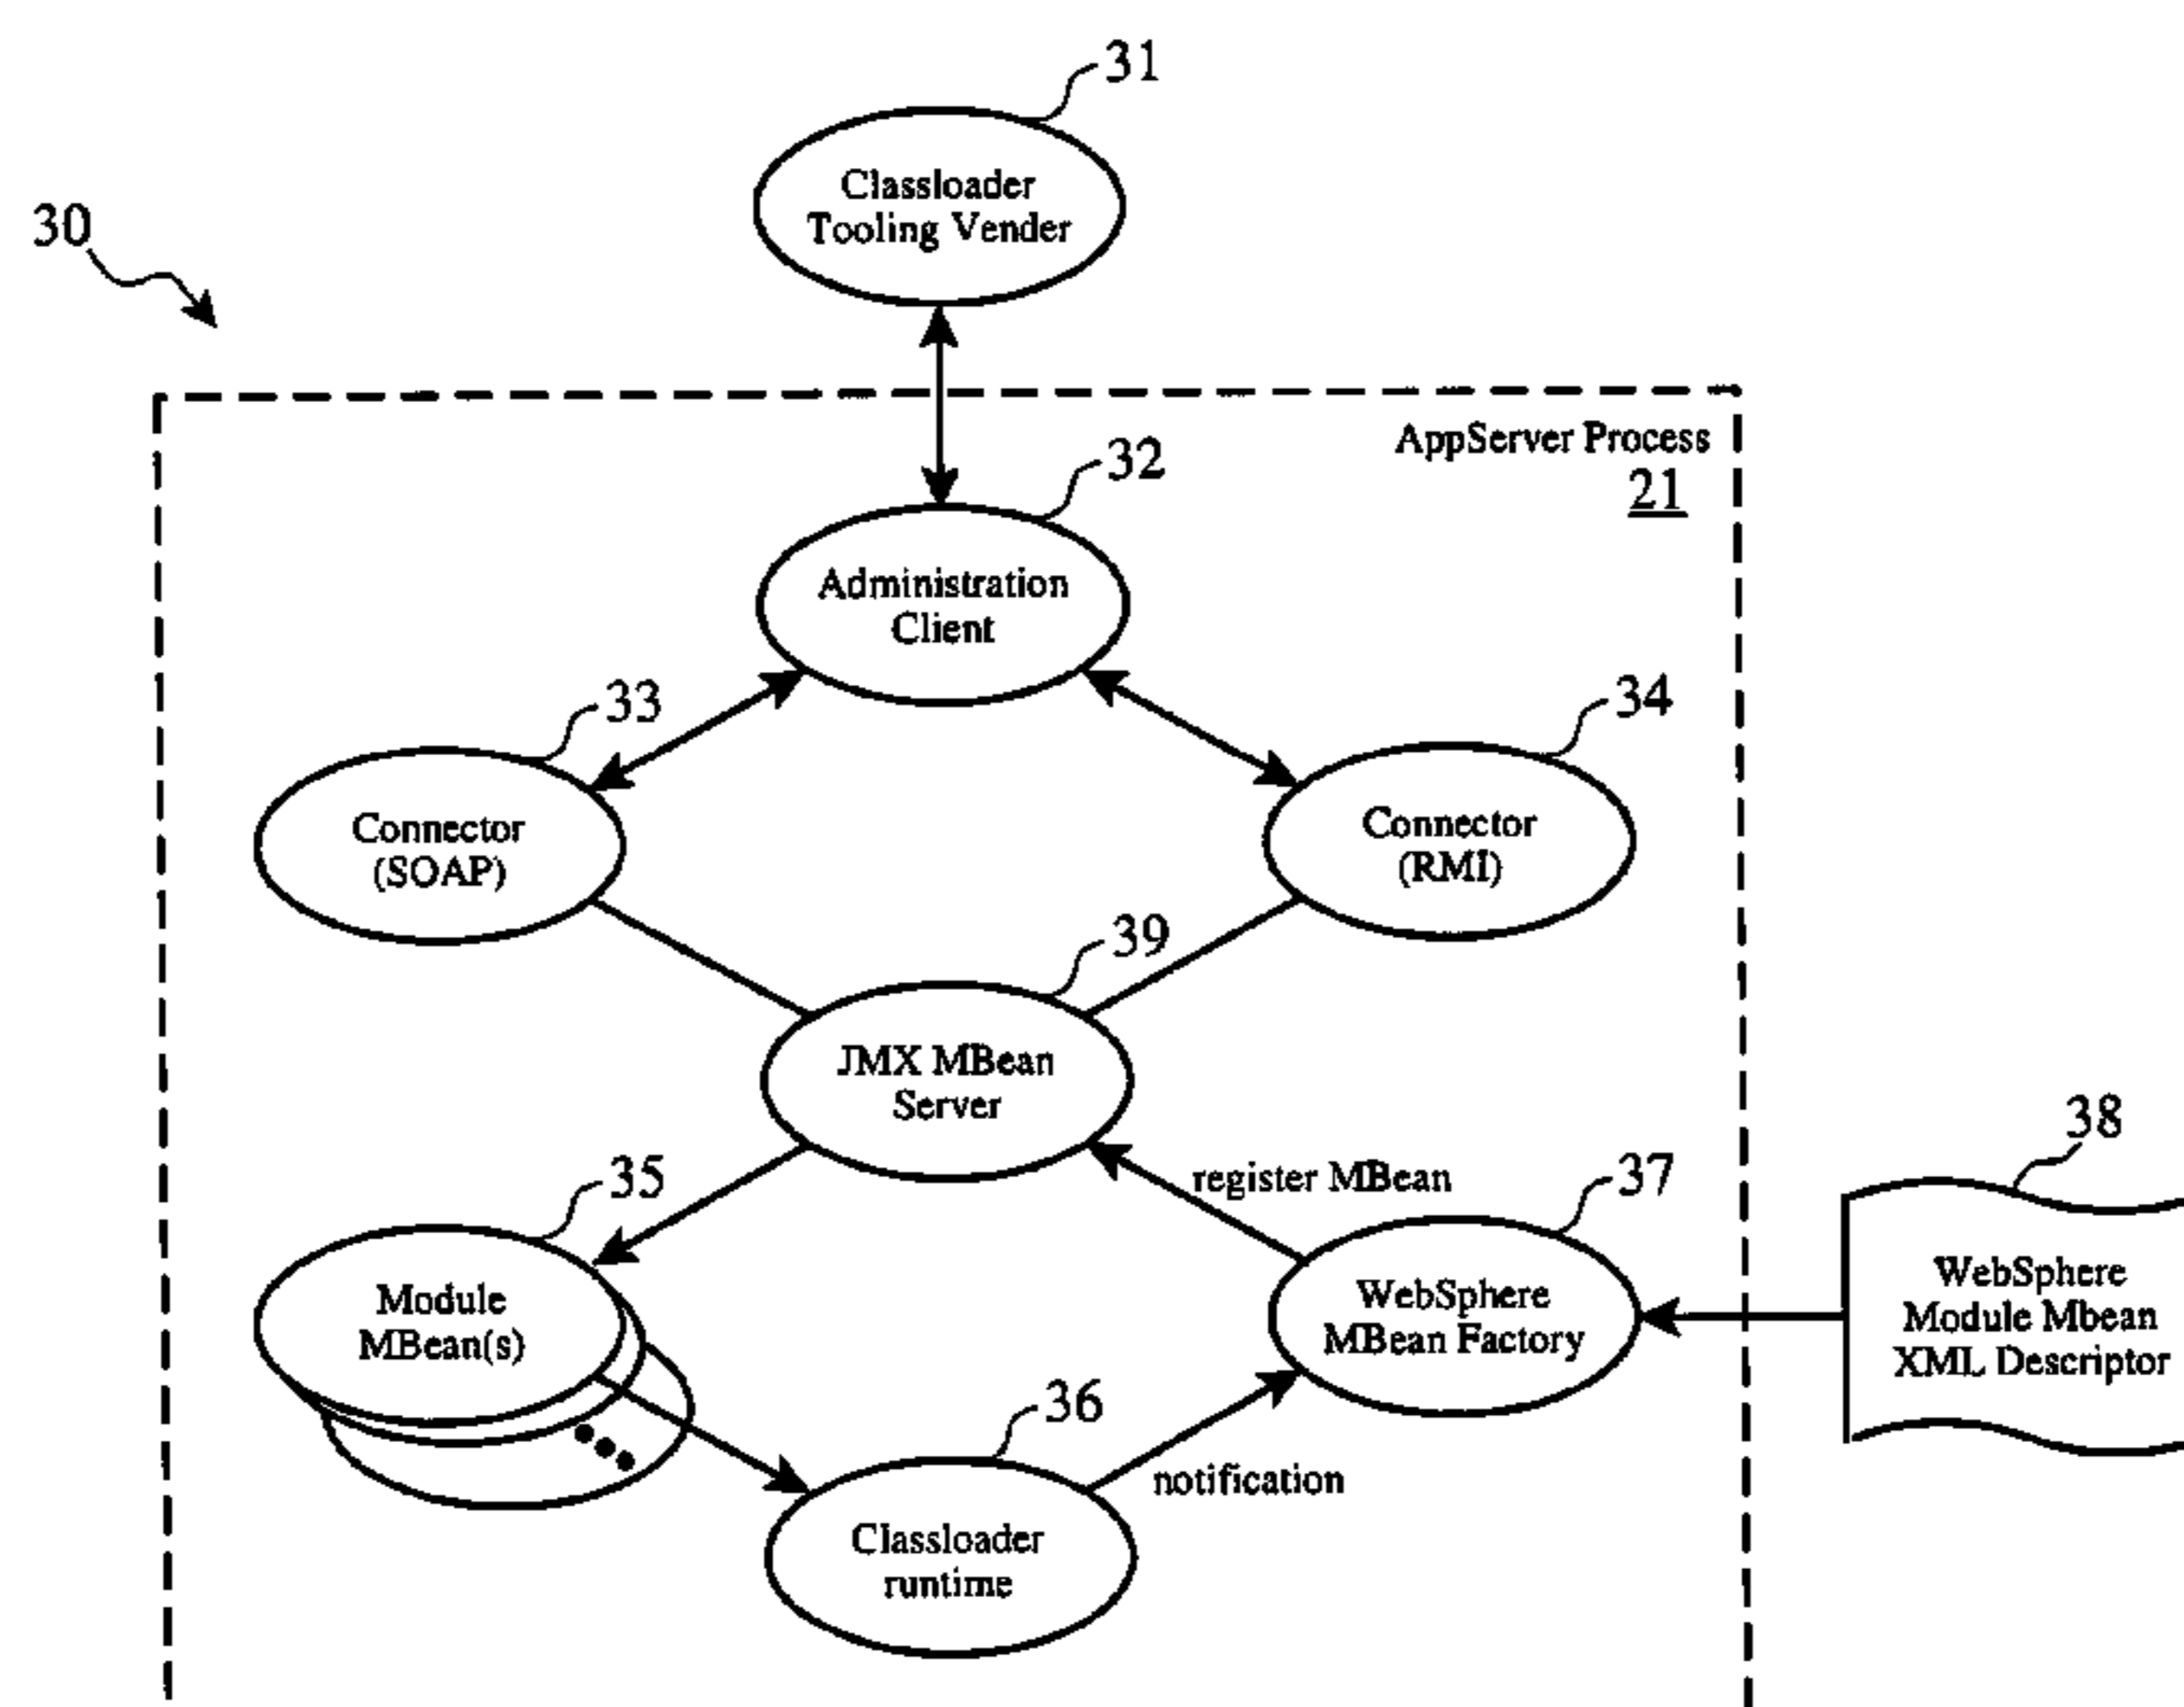 31
Classloader
Tooling Vender
30
AppServer Process
21
32
Administration
Client
33
34
Connector
(SOAP)
Connector
(RMI)
39
JMX MBean
Server
38
35
register MBean
37
Module
MBean(s)
WebSphere
MBean Factory
WebSphere
Module Mbean
XML Descriptor
36
notification
Classloader
runtime